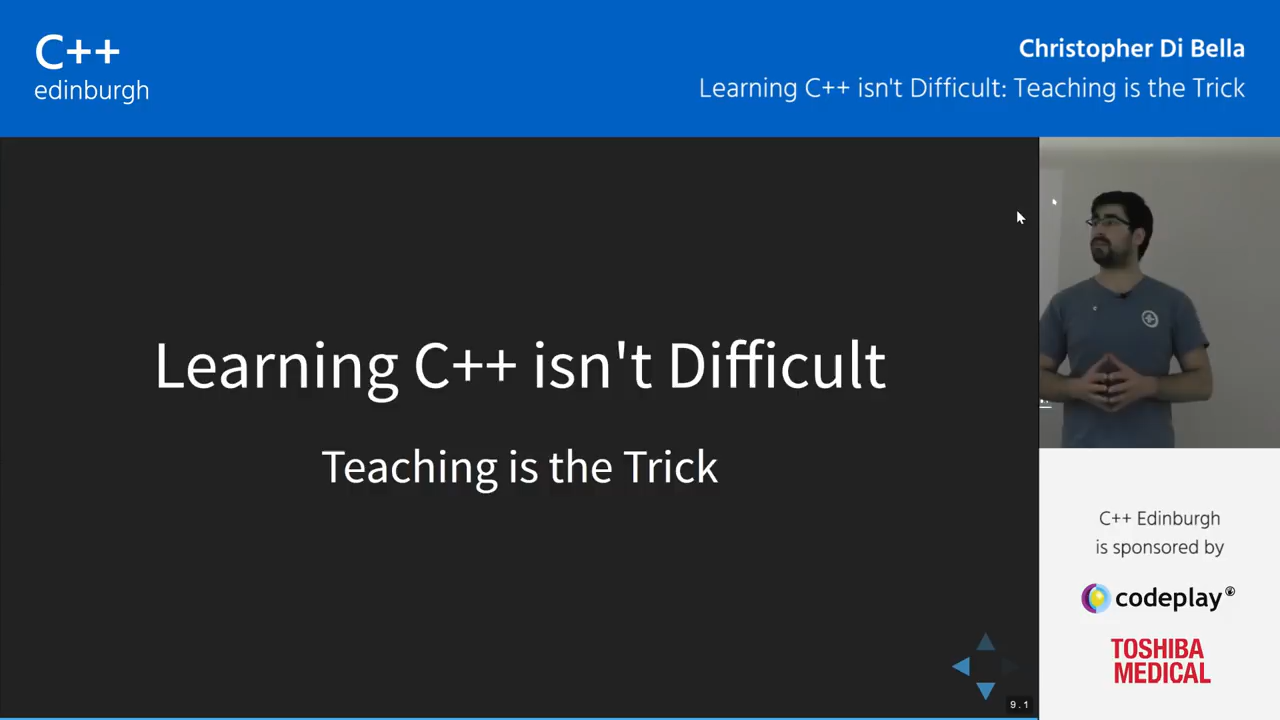 C++
edinburgh
Christopher Di Bella
Learning C++ isn't Difficult: Teaching is the Trick
Learning C++ isn't Difficult
Teaching is the Trick
C++ Edinburgh
is sponsored by
codeplay®
TOSHIBA
MEDICAL
9.1